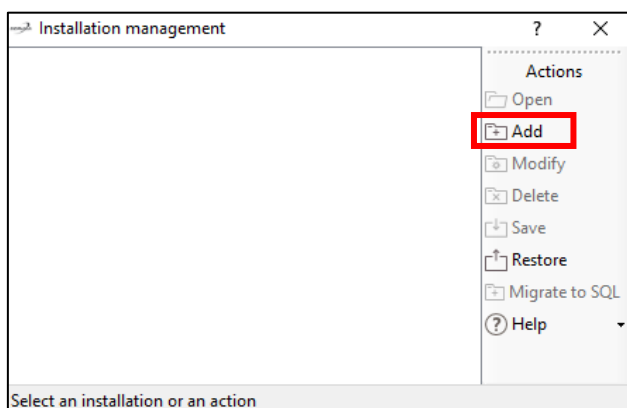 Installation management
?
Actions
Open
Add
Modify
Delete
Save
Restore
Migrate to SQL
? Help
Select an installation or an action